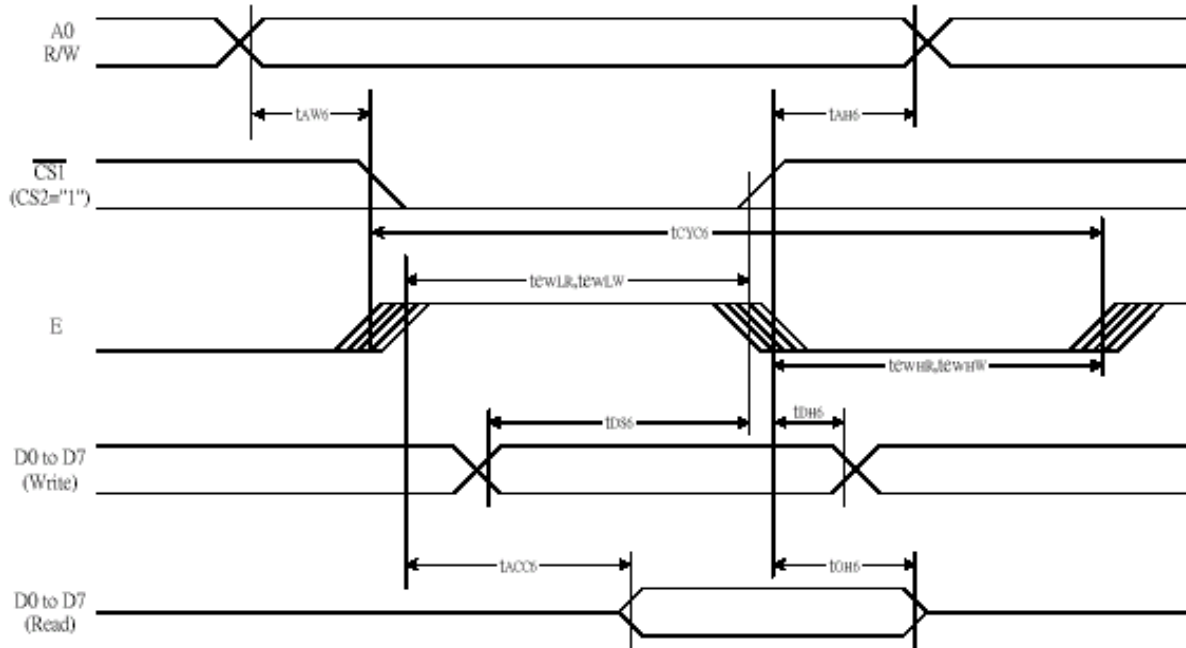 A0
R/W
tAW6
tAH6
CS1
(CS2="1")
tCYC6
tewLR,tewLW
E
tewHR,tewHW
tDS6
tDH6
D0 to D7
(Write)
tACC6
tOH6
D0 to D7
(Read)